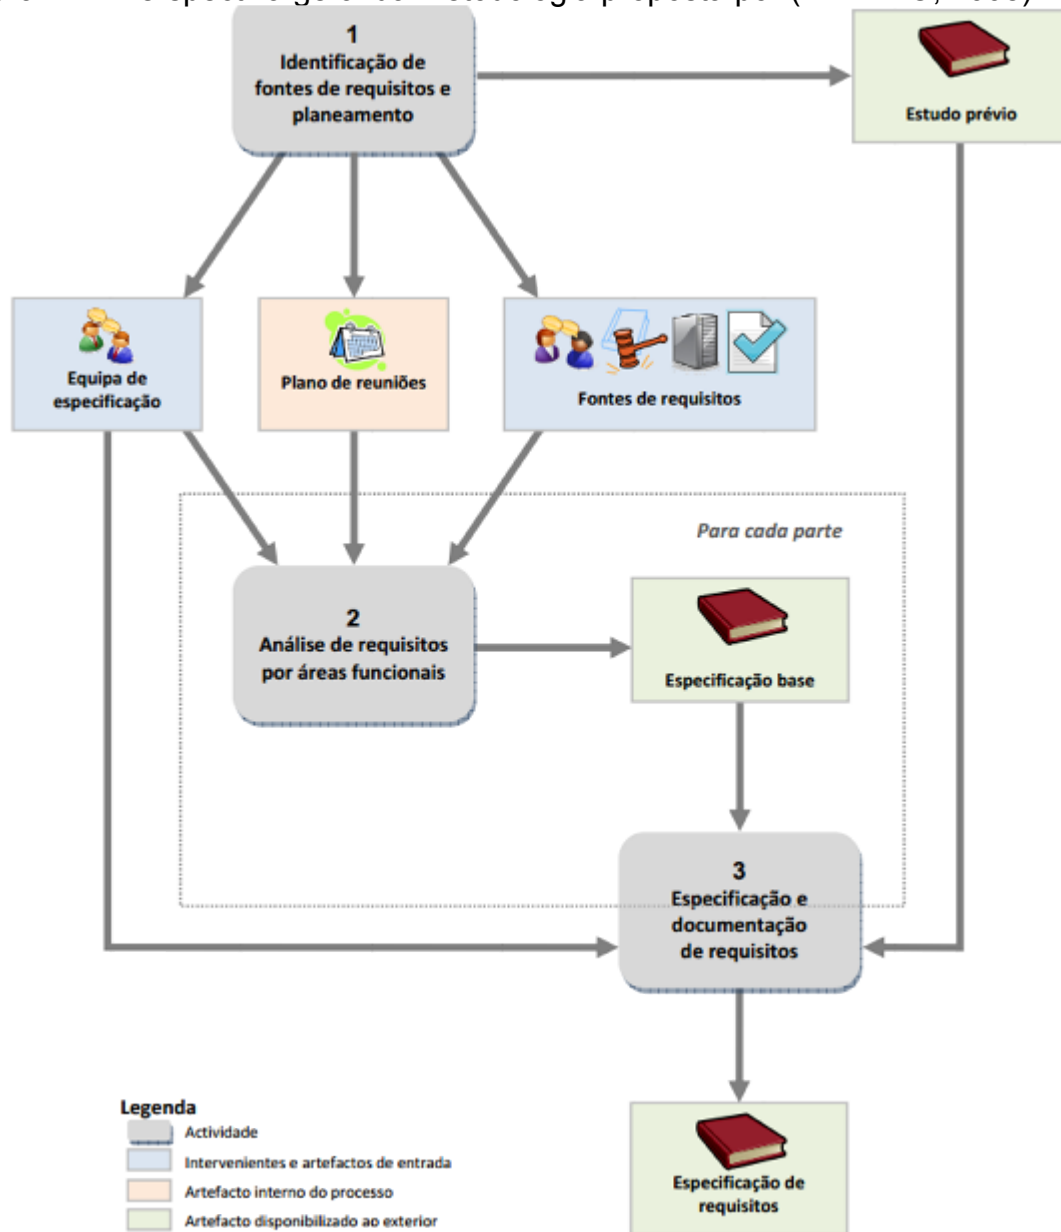 1
Identificação de
fontes de requisitos e
planeamento
Estudo prévio
Equipa de
especificação
Plano de reuniões
Fontes de requisitos
Para cada parte
2
Análise de requisitos
por áreas funcionais
Especificação base
3
Especificação e
documentação
de requisitos
Legenda
Actividade
Intervenientes e artefactos de entrada
Artefacto interno do processo
Artefacto disponibilizado ao exterior
Especificação de
requisitos